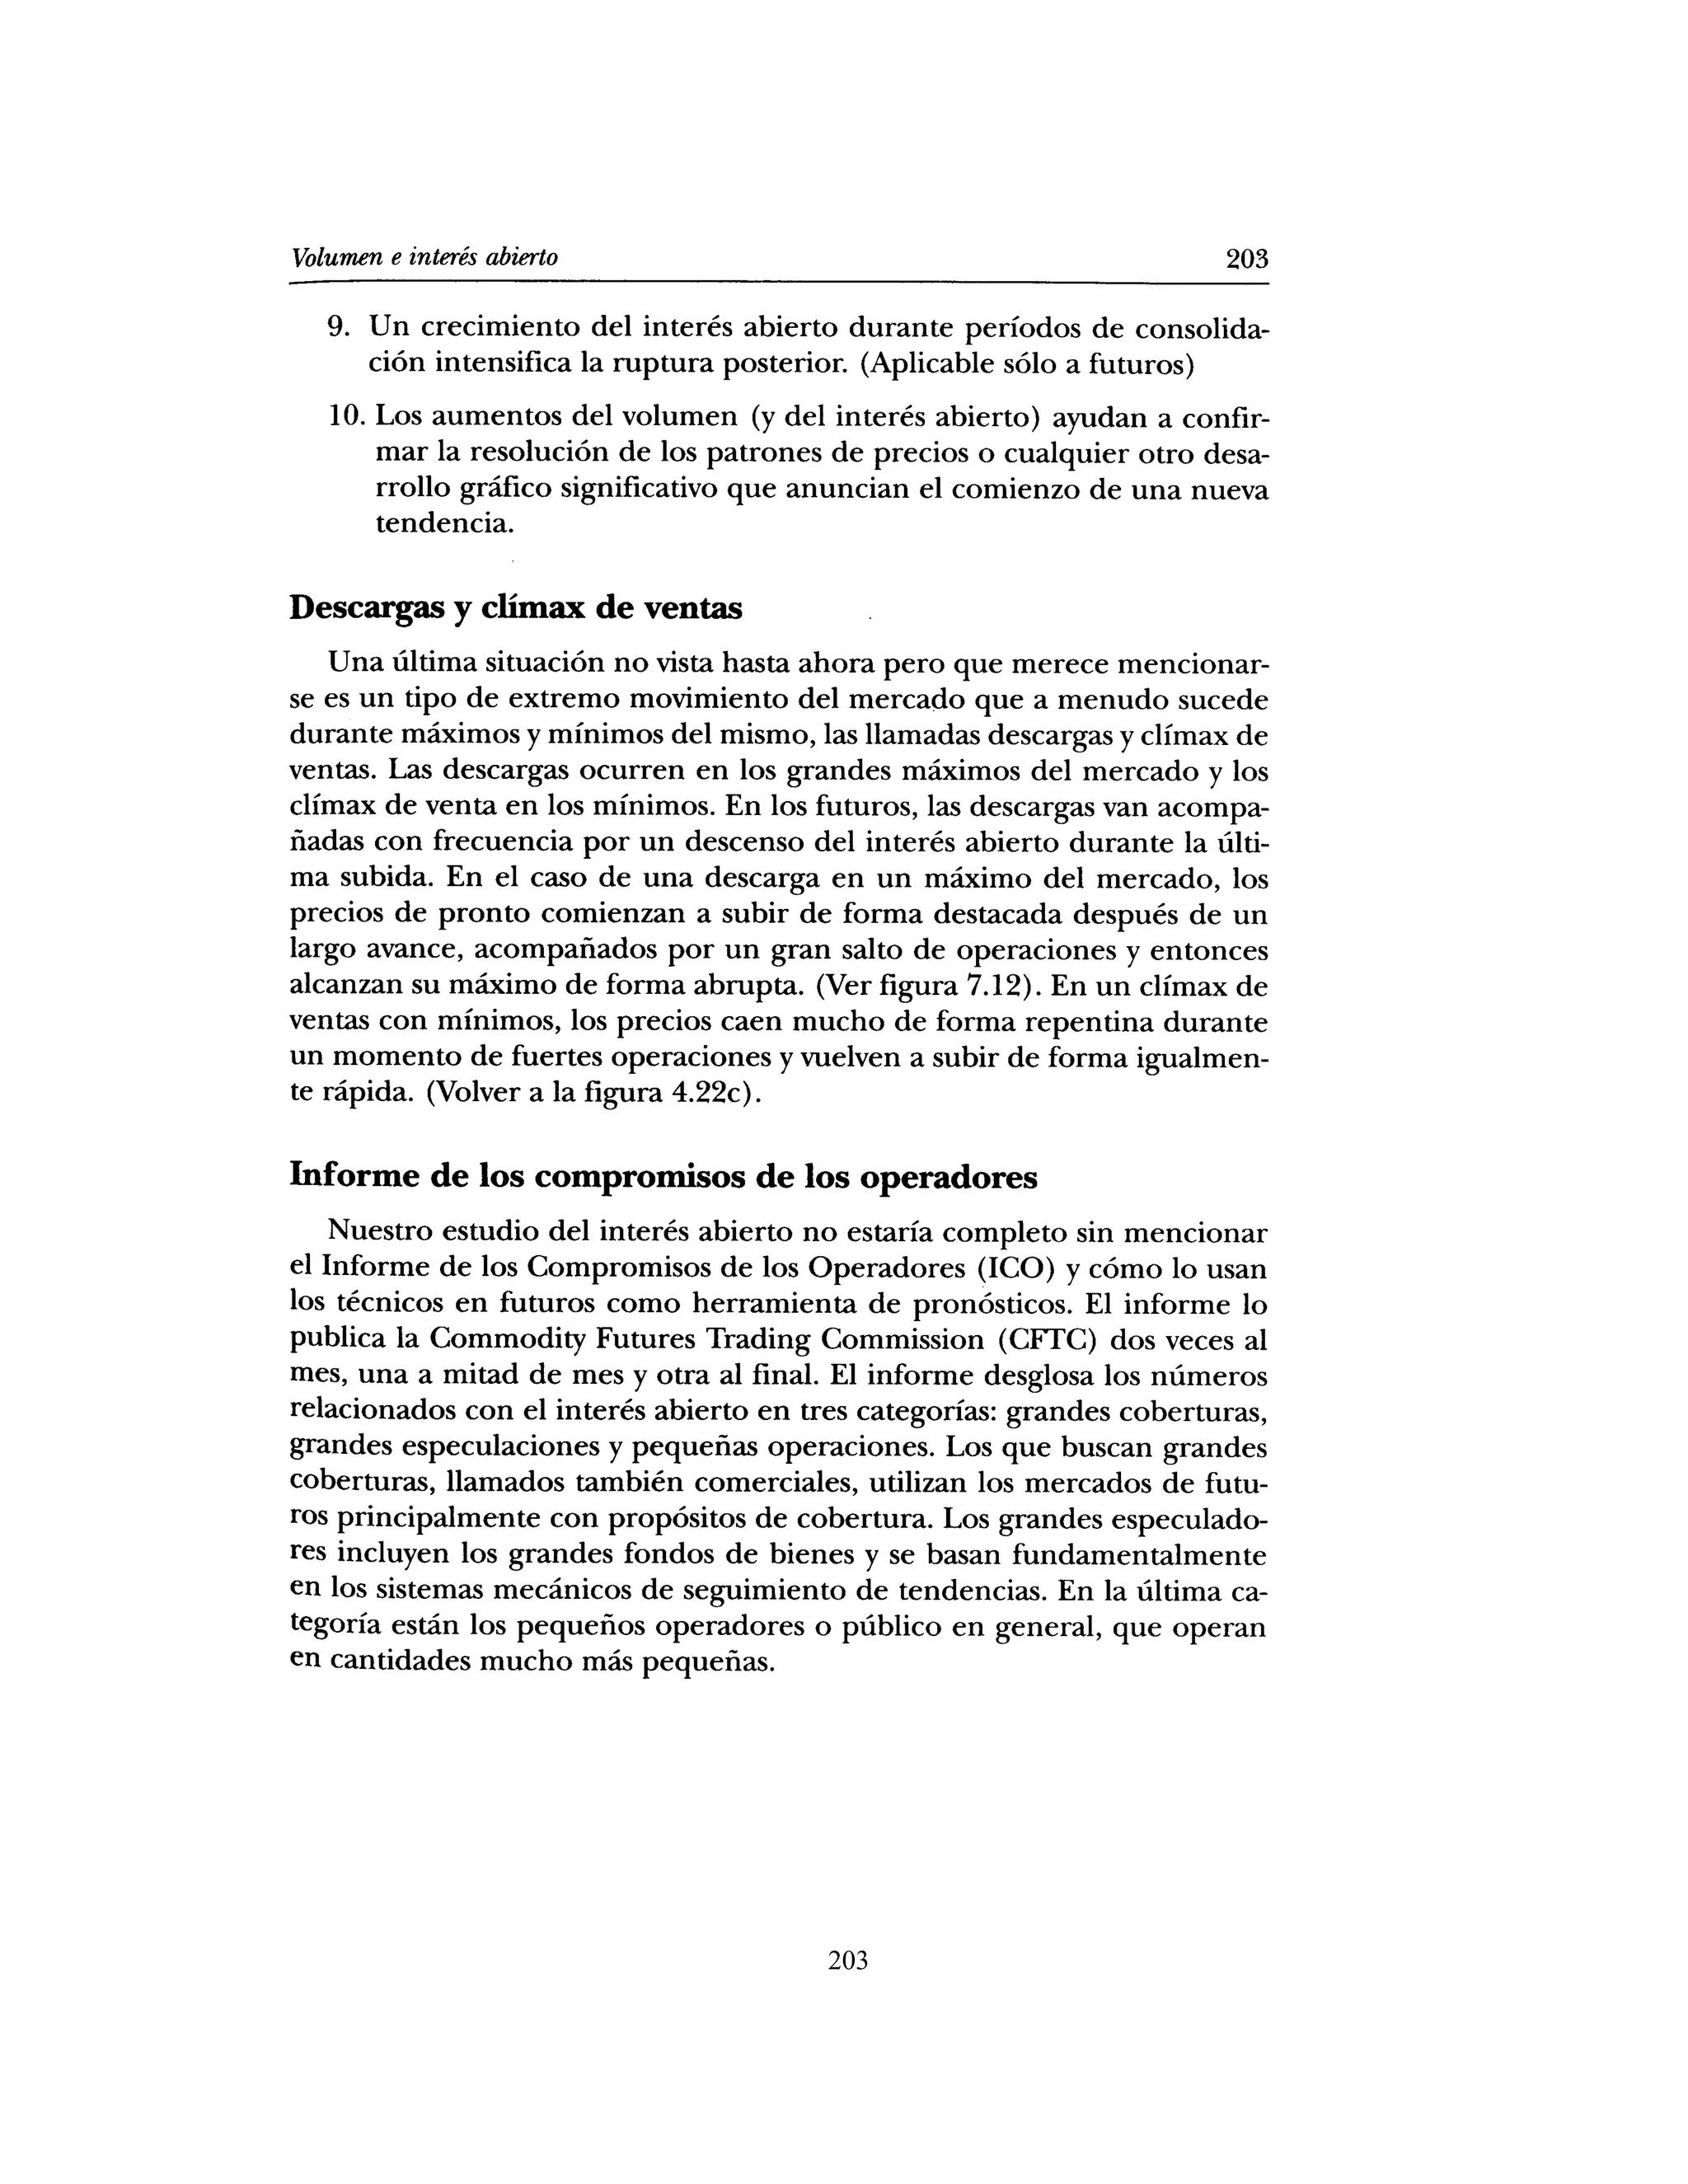 Volumen e interés abierto 203
9. Un crecimiento del interés abierto durante períodos de consolida-
ción intensifica la ruptura posterior. (Aplicable sólo a futuros)
10. Los aumentos del volumen (y del interés abierto) ayudan a confir-
mar la resolución de los patrones de precios o cualquier otro desa-
rrollo gráfico significativo que anuncian el comienzo de una nueva
tendencia.
Descargas y clímax de ventas
Una última situación no vista hasta ahora pero que merece mencionar-
se es un tipo de extremo movimiento del mercado que a menudo sucede
durante máximos y mínimos del mismo, las llamadas descargas y clímax de
ventas. Las descargas ocurren en los grandes máximos del mercado y los
clímax de venta en los mínimos. En los futuros, las descargas van acompa-
ñadas con frecuencia por un descenso del interés abierto durante la últi-
ma subida. En el caso de una descarga en un máximo del mercado, los
precios de pronto comienzan a subir de forma destacada después de un
largo avance, acompañados por un gran salto de operaciones y entonces
alcanzan su máximo de forma abrupta. (Ver figura 7.12). En un clímax de
ventas con mínimos, los precios caen mucho de forma repentina durante
un momento de fuertes operaciones y vuelven a subir de forma igualmen-
te rápida. (Volver a la figura 4.22c).
Informe de los compromisos de los operadores
Nuestro estudio del interés abierto no estaría completo sin mencionar
el Informe de los Compromisos de los Operadores (ICO) y cómo lo usan
los técnicos en futuros como herramienta de pronósticos. El informe lo
publica la Commodity Futures Trading Commission (CFTC) dos veces al
mes, una a mitad de mes y otra al final. El informe desglosa los números
relacionados con el interés abierto en tres categorías: grandes coberturas,
grandes especulaciones y pequeñas operaciones. Los que buscan grandes
coberturas, llamados también comerciales, utilizan los mercados de futu-
ros principalmente con propósitos de cobertura. Los grandes especulado-
res incluyen los grandes fondos de bienes y se basan fundamentalmente
en los sistemas mecánicos de seguimiento de tendencias. En la última ca-
tegoría están los pequeños operadores o público en general, que operan
en cantidades mucho más pequeñas.
203